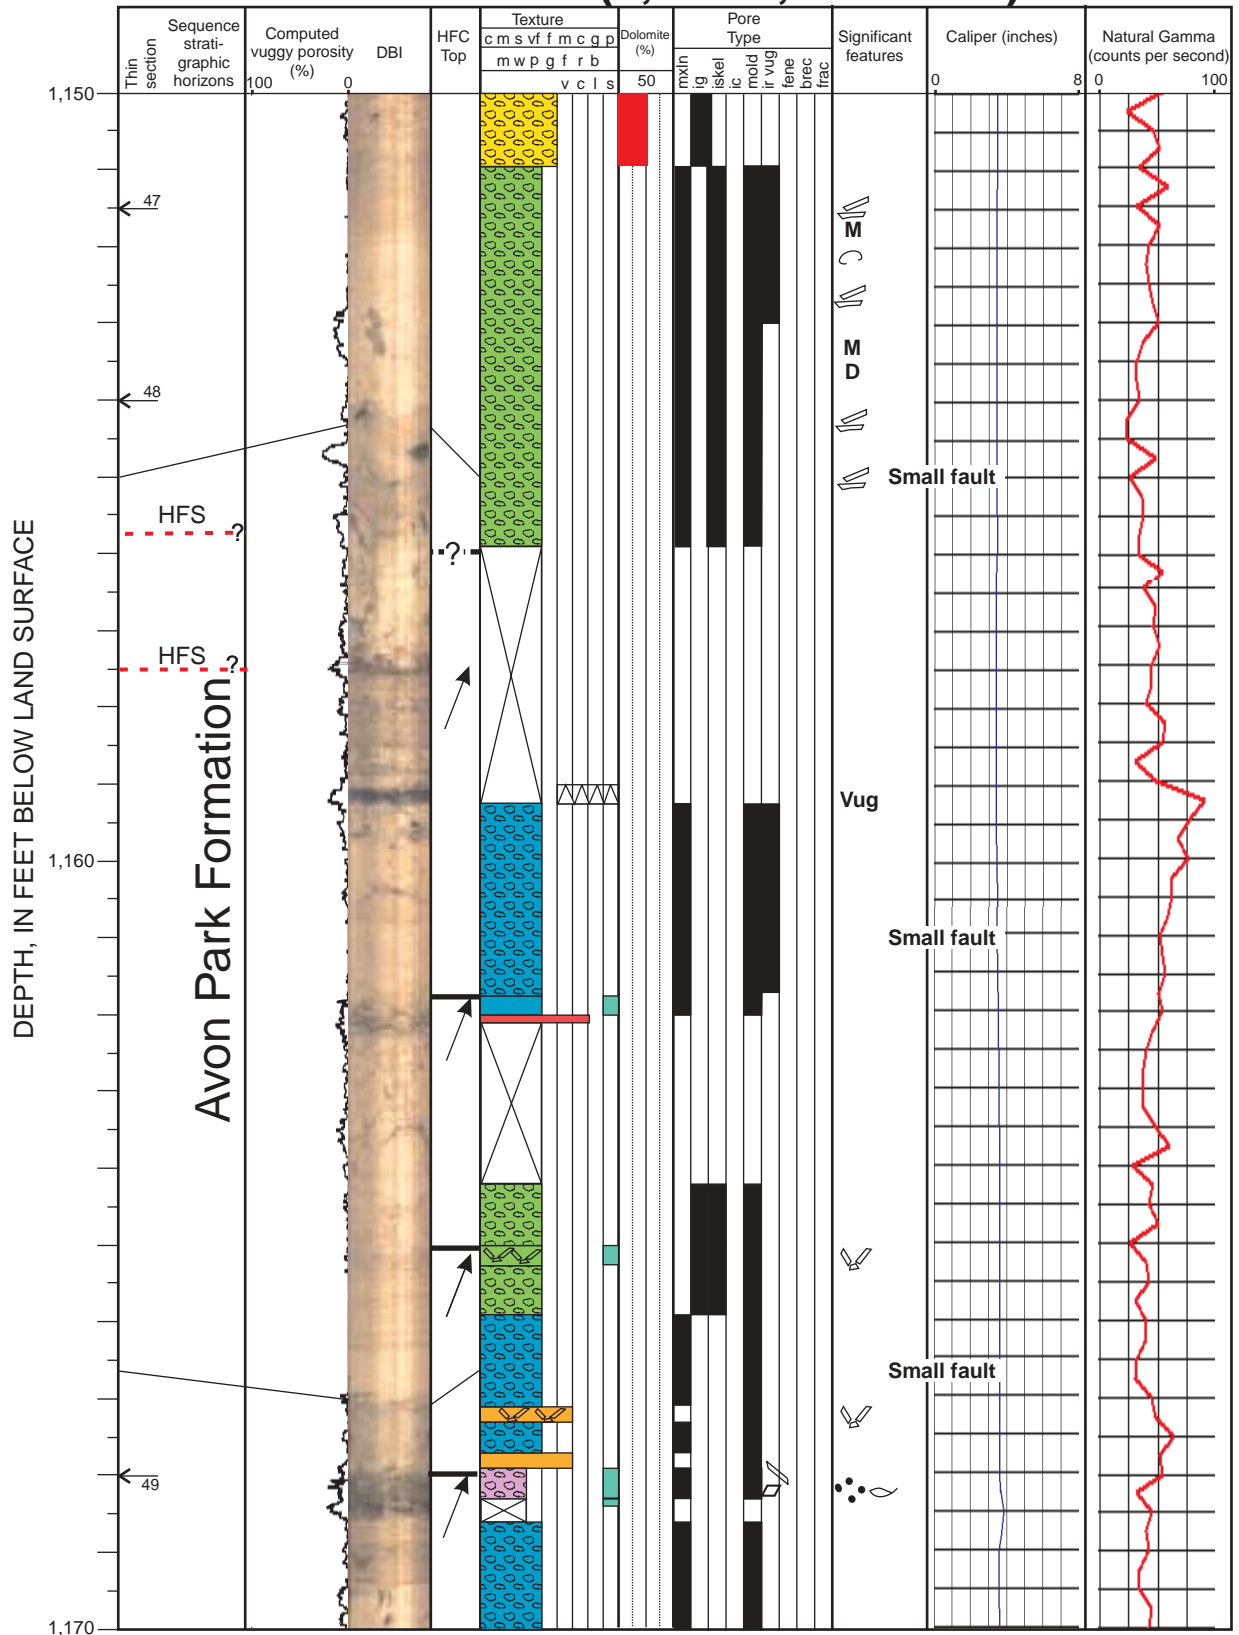 Thin section
Sequence
strati-
graphic
horizons
Computed
vuggy porosity
(%)
100 0
DBI
HFC
Top
Texture
c m s vf f m c g p
m w p g f r b
v c l s
Dolomite
(%)
50
Pore
Type
mxln
ig
iskel
ic
mold
ir vug
fene
brec
frac
Significant
features
Caliper (inches)
0 8
Natural Gamma
(counts per second)
0 100
DEPTH, IN FEET BELOW LAND SURFACE
1,150
47
M
M
D
48
Small fault
HFS ?
?
HFS ?
Avon Park Formation
Vug
1,160
Small fault
Small fault
49
1,170